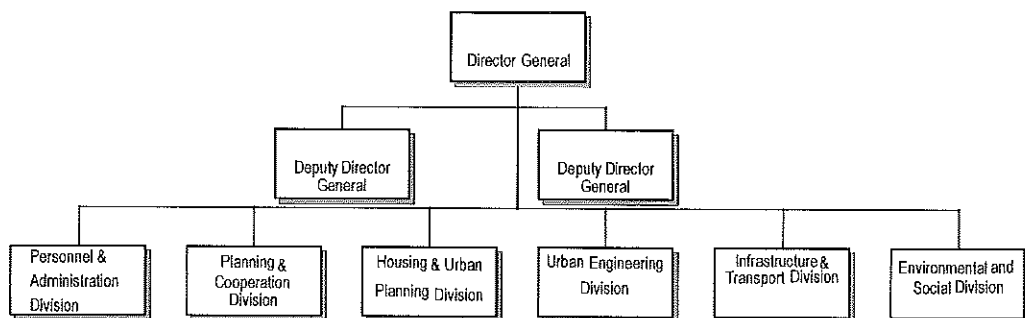 Director General
Deputy Director
General
Deputy Director
General
Personnel &
Administration
Division
Planning &
Cooperation
Division
Housing & Urban
Planning Division
Urban Engineering
Division
Infrastructure &
Transport Division
Environmental and
Social Division